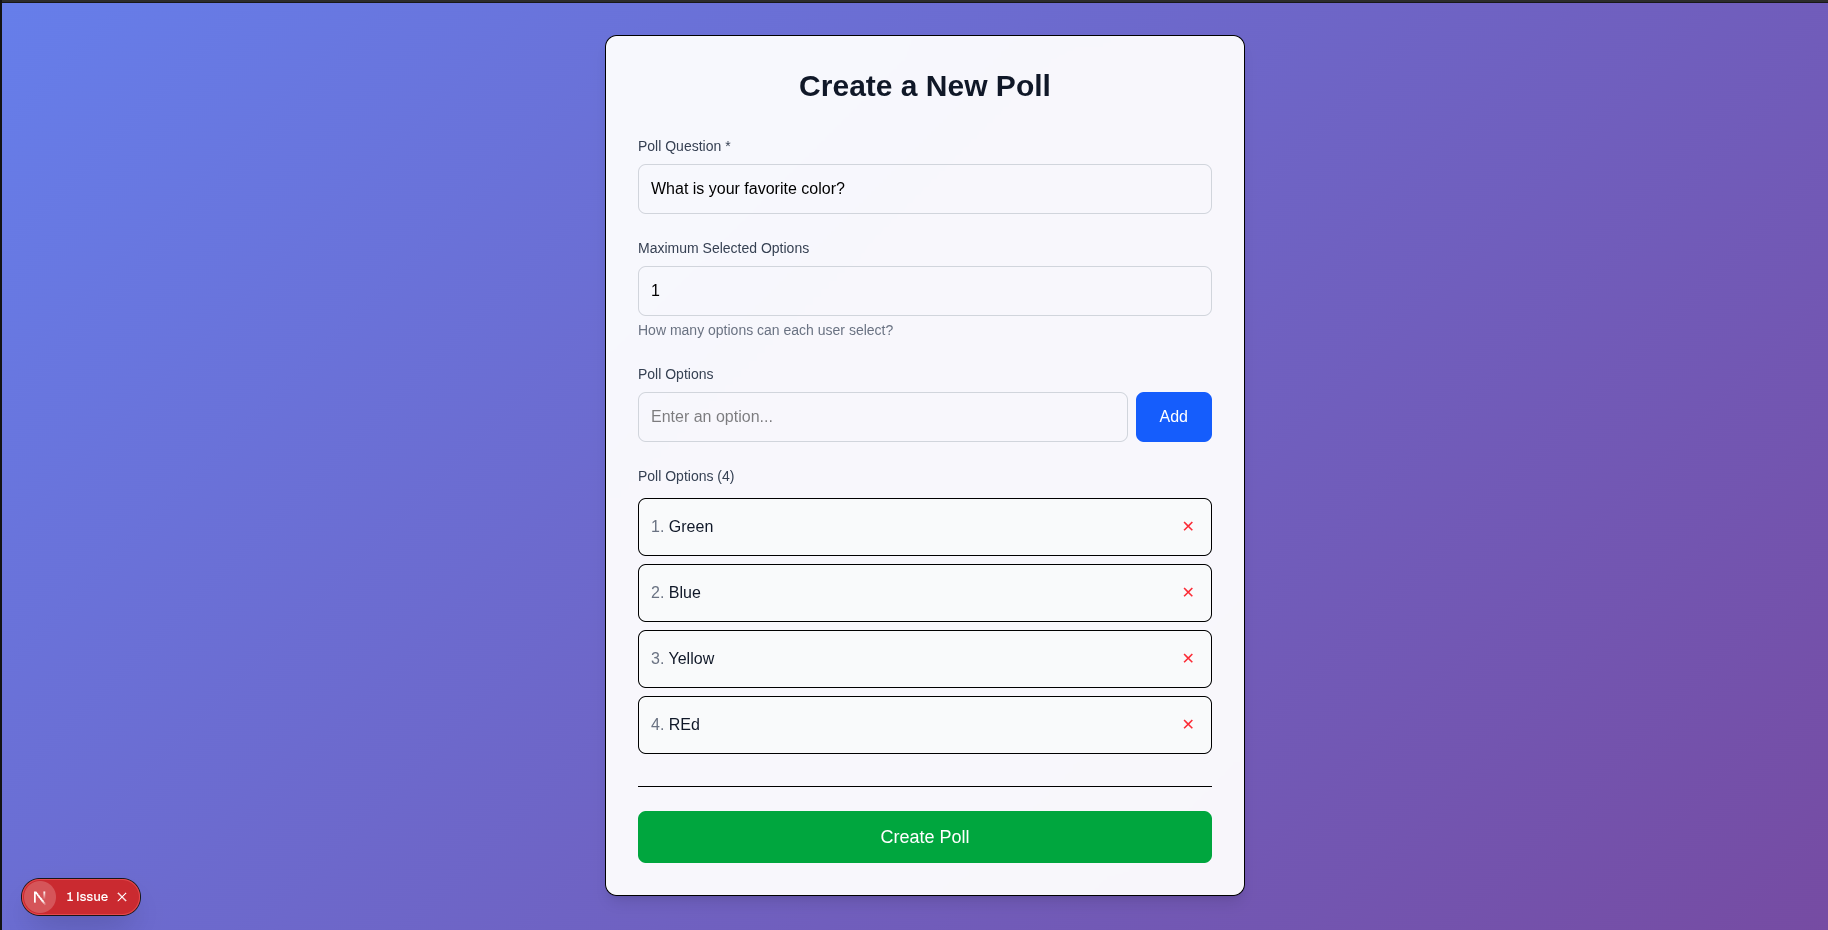 Create a New Poll
Poll Question *
What is your favorite color?
Maximum Selected Options
1
How many options can each user select?
Poll Options
Enter an option...
Add
Poll Options (4)
1. Green
2. Blue
3. Yellow
4. REd
Create Poll
N 1 Issue